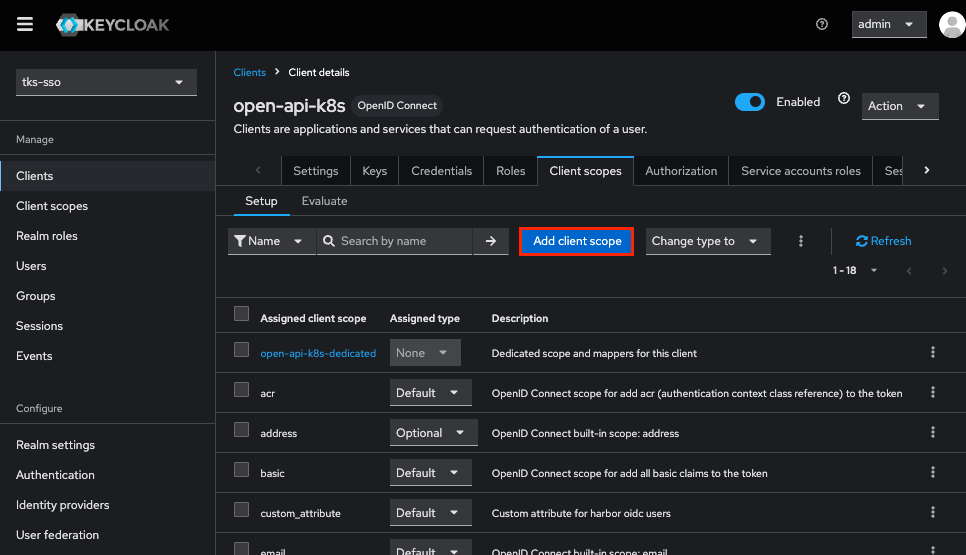 KEYCLOAK
admin
tks-sso
Manage
Clients
Client scopes
Realm roles
Users
Groups
Sessions
Events
Configure
Realm settings
Authentication
Identity providers
User federation
Clients > Client details
open-api-k8s OpenID Connect
Enabled
Action
Clients are applications and services that can request authentication of a user.
Settings Keys Credentials Roles Client scopes Authorization Service accounts roles Ses
Setup Evaluate
Name Search by name Add client scope Change type to Refresh
1 - 18
Assigned client scope Assigned type Description
open-api-k8s-dedicated None Dedicated scope and mappers for this client
acr Default OpenID Connect scope for add acr (authentication context class reference) to the token
address Optional OpenID Connect built-in scope: address
basic Default OpenID Connect scope for add all basic claims to the token
custom_attribute Default Custom attribute for harbor oidc users
email Default OpenID Connect built-in scope: email